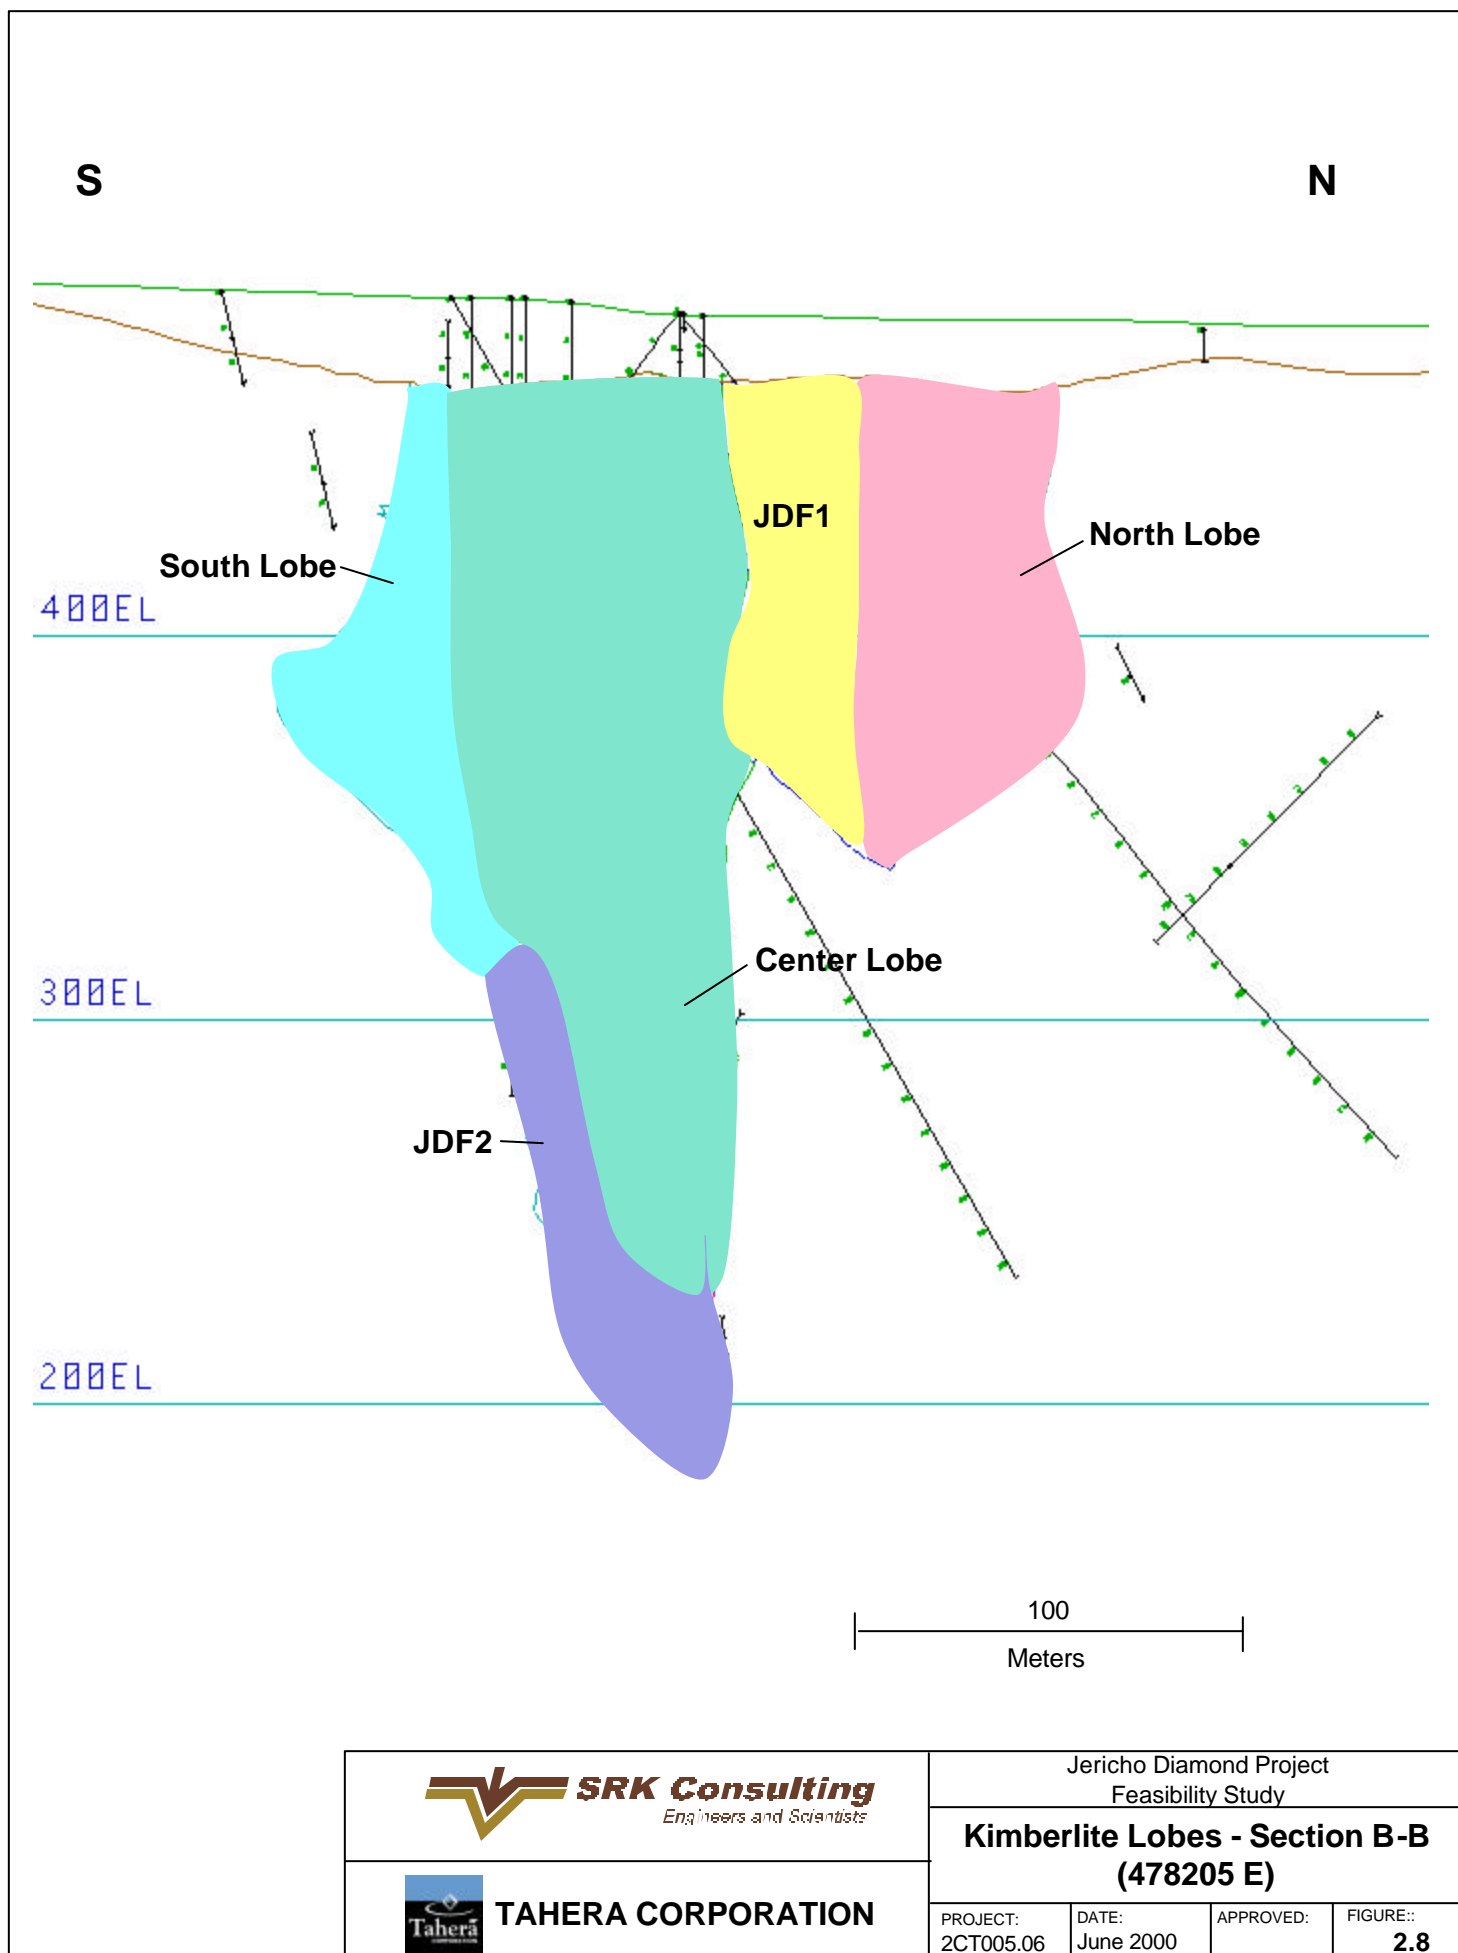 S
N
JDF1
North Lobe
South Lobe
400EL
Center Lobe
300EL
JDF2
200EL
100
Meters
SRK Consulting
Engineers and Scientists
Jericho Diamond Project
Feasibility Study
Kimberlite Lobes - Section B-B
(478205 E)
Tahera
TAHERA CORPORATION
PROJECT:
2CT005.06
DATE:
June 2000
APPROVED:
FIGURE::
2.8